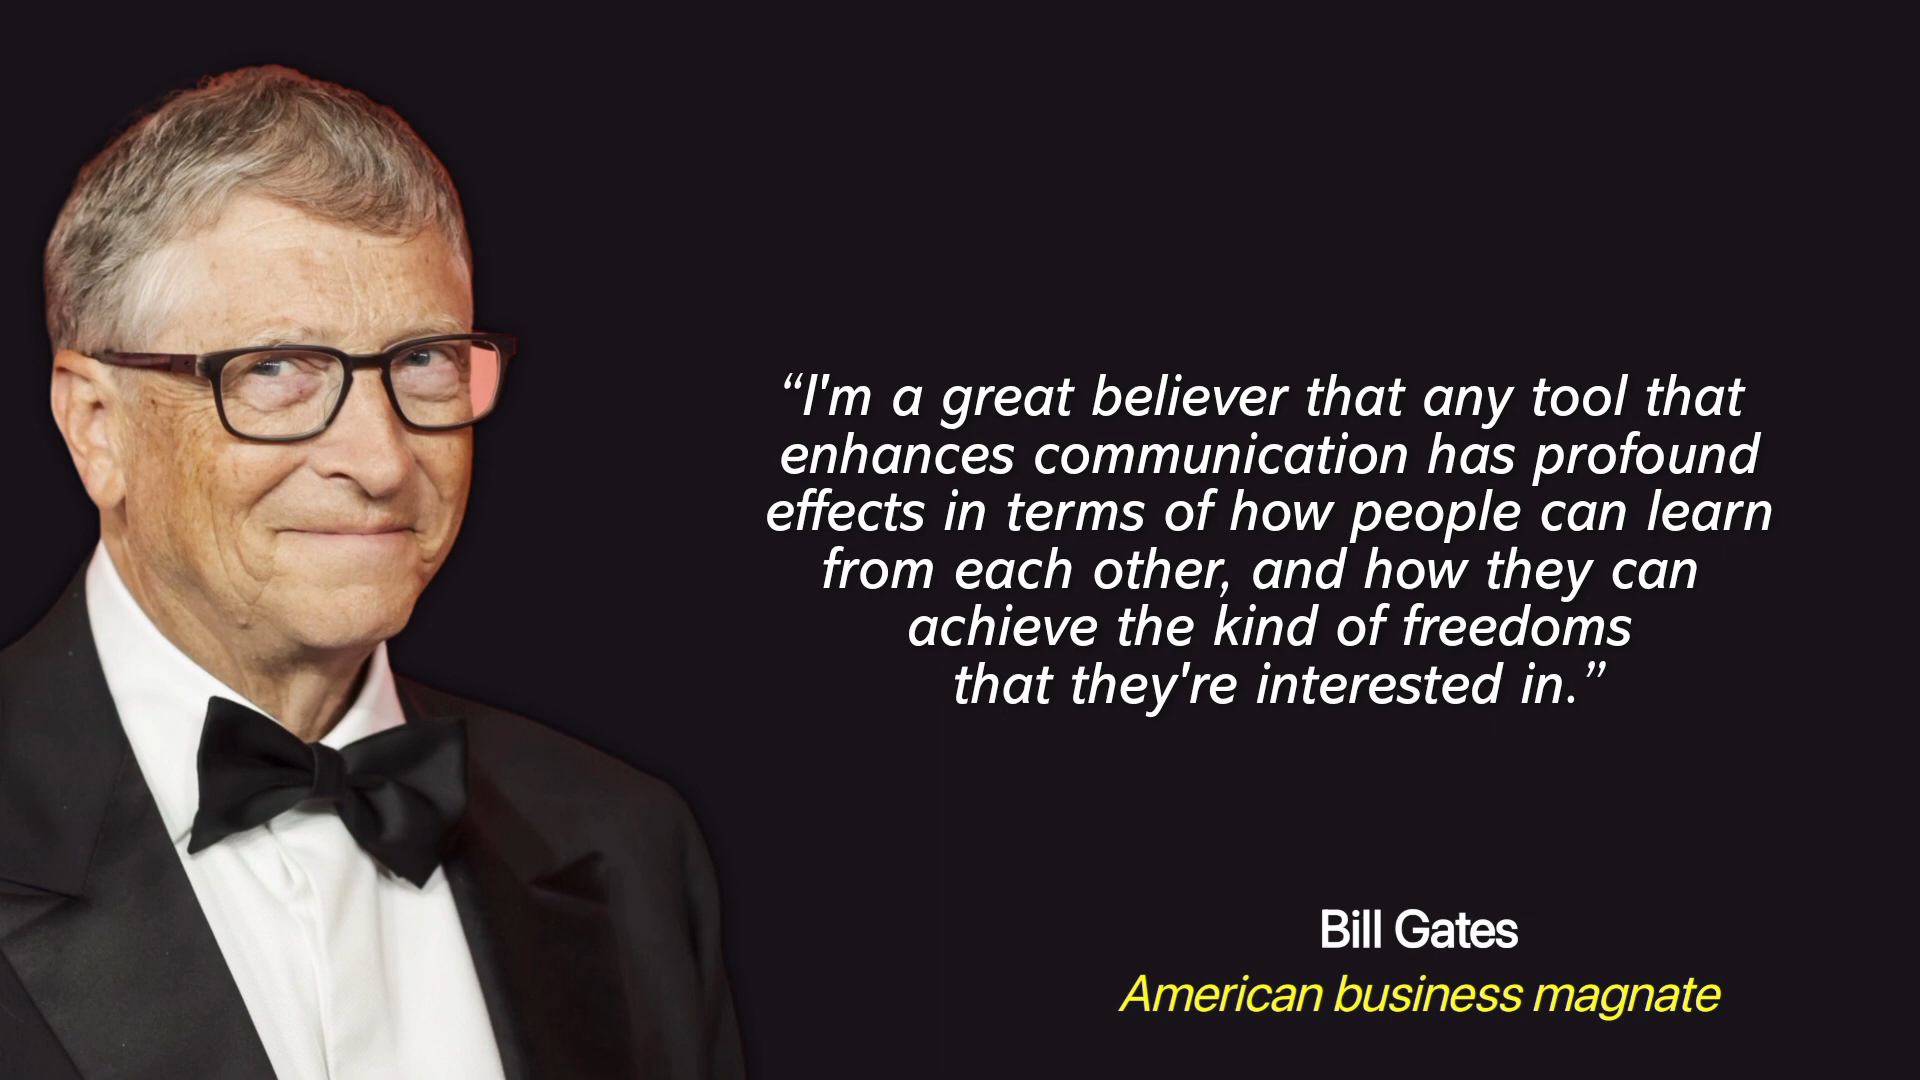 “I'm a great believer that any tool that
enhances communication has profound
effects in terms of how people can learn
from each other, and how they can
achieve the kind of freedoms
that they're interested in.”
Bill Gates
American business magnate